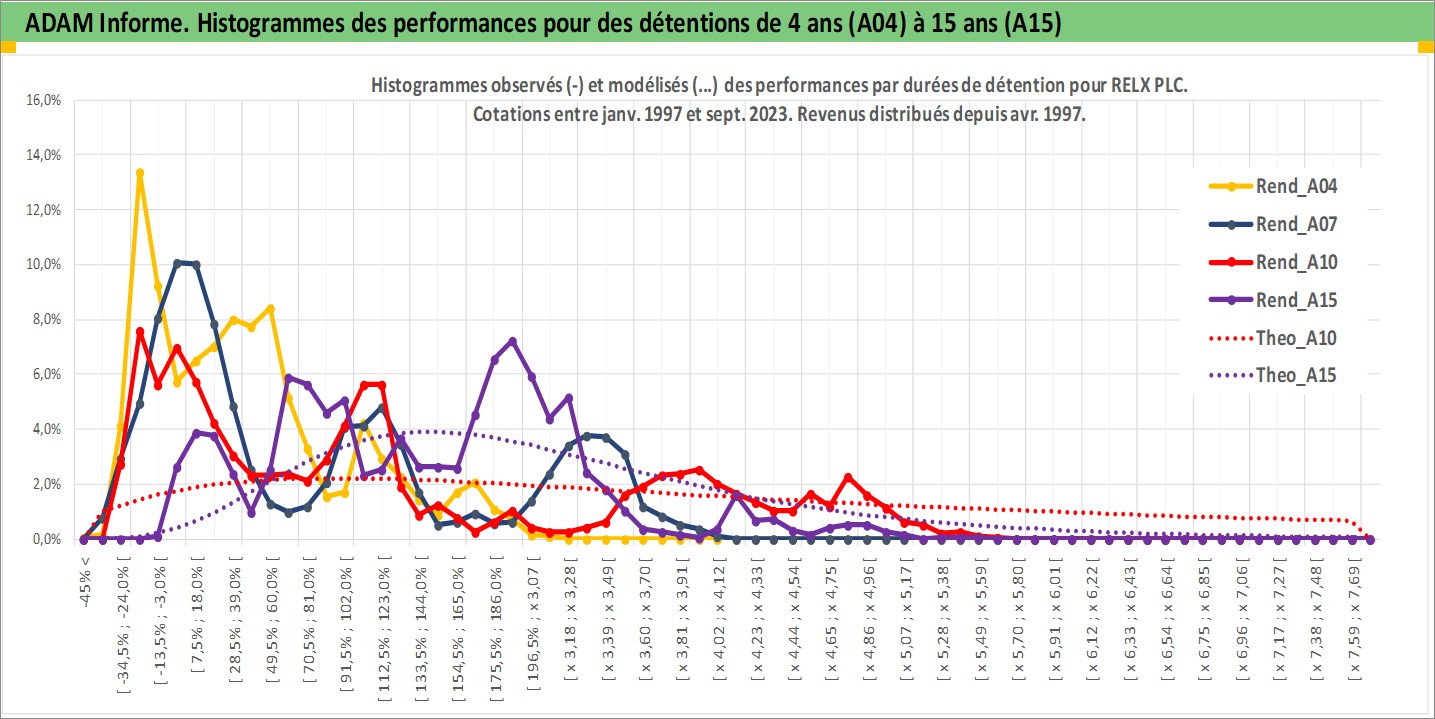 ADAM Informe. Histogrammes des performances pour des détentions de 4 ans (A04) à 15 ans (A15)
Histogrammes observés (-) et modélisés (...) des performances par durées de détention pour RELX PLC.
Cotations entre janv. 1997 et sept. 2023. Revenus distribués depuis avr. 1997.
16,0%
14,0%
12,0%
10,0%
8,0%
6,0%
4,0%
2,0%
0,0%
Rend_A04
Rend_A07
Rend_A10
Rend_A15
Theo_A10
Theo_A15
-45% <
[ -34,5% ; -24,0% [
[ -13,5% ; -3,0% [
[ 7,5% ; 18,0% [
[ 28,5% ; 39,0% [
[ 49,5% ; 60,0% [
[ 70,5% ; 81,0% [
[ 91,5% ; 102,0% [
[ 112,5% ; 123,0% [
[ 133,5% ; 144,0% [
[ 154,5% ; 165,0% [
[ 175,5% ; 186,0% [
[ 196,5% ; x 3,07 [
[ x 3,18 ; x 3,28 [
[ x 3,39 ; x 3,49 [
[ x 3,60 ; x 3,70 [
[ x 3,81 ; x 3,91 [
[ x 4,02 ; x 4,12 [
[ x 4,23 ; x 4,33 [
[ x 4,44 ; x 4,54 [
[ x 4,65 ; x 4,75 [
[ x 4,86 ; x 4,96 [
[ x 5,07 ; x 5,17 [
[ x 5,28 ; x 5,38 [
[ x 5,49 ; x 5,59 [
[ x 5,70 ; x 5,80 [
[ x 5,91 ; x 6,01 [
[ x 6,12 ; x 6,22 [
[ x 6,33 ; x 6,43 [
[ x 6,54 ; x 6,64 [
[ x 6,75 ; x 6,85 [
[ x 6,96 ; x 7,06 [
[ x 7,17 ; x 7,27 [
[ x 7,38 ; x 7,48 [
[ x 7,59 ; x 7,69 [